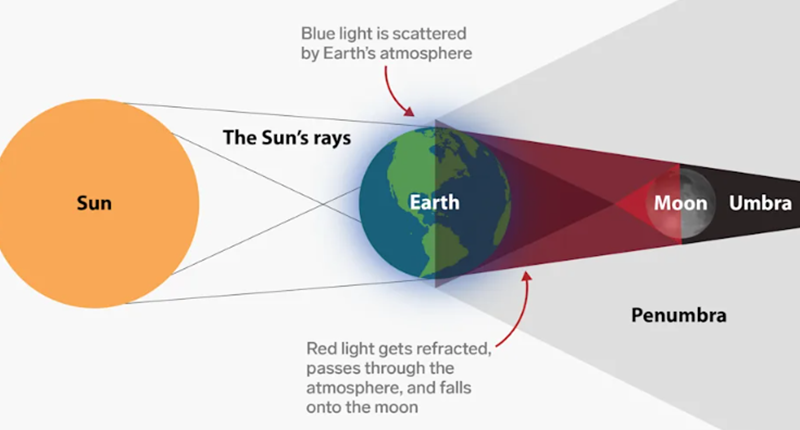 Blue light is scattered
by Earth's atmosphere
The Sun's rays
Sun
Earth
Moon
Umbra
Penumbra
Red light gets refracted,
passes through the
atmosphere, and falls
onto the moon